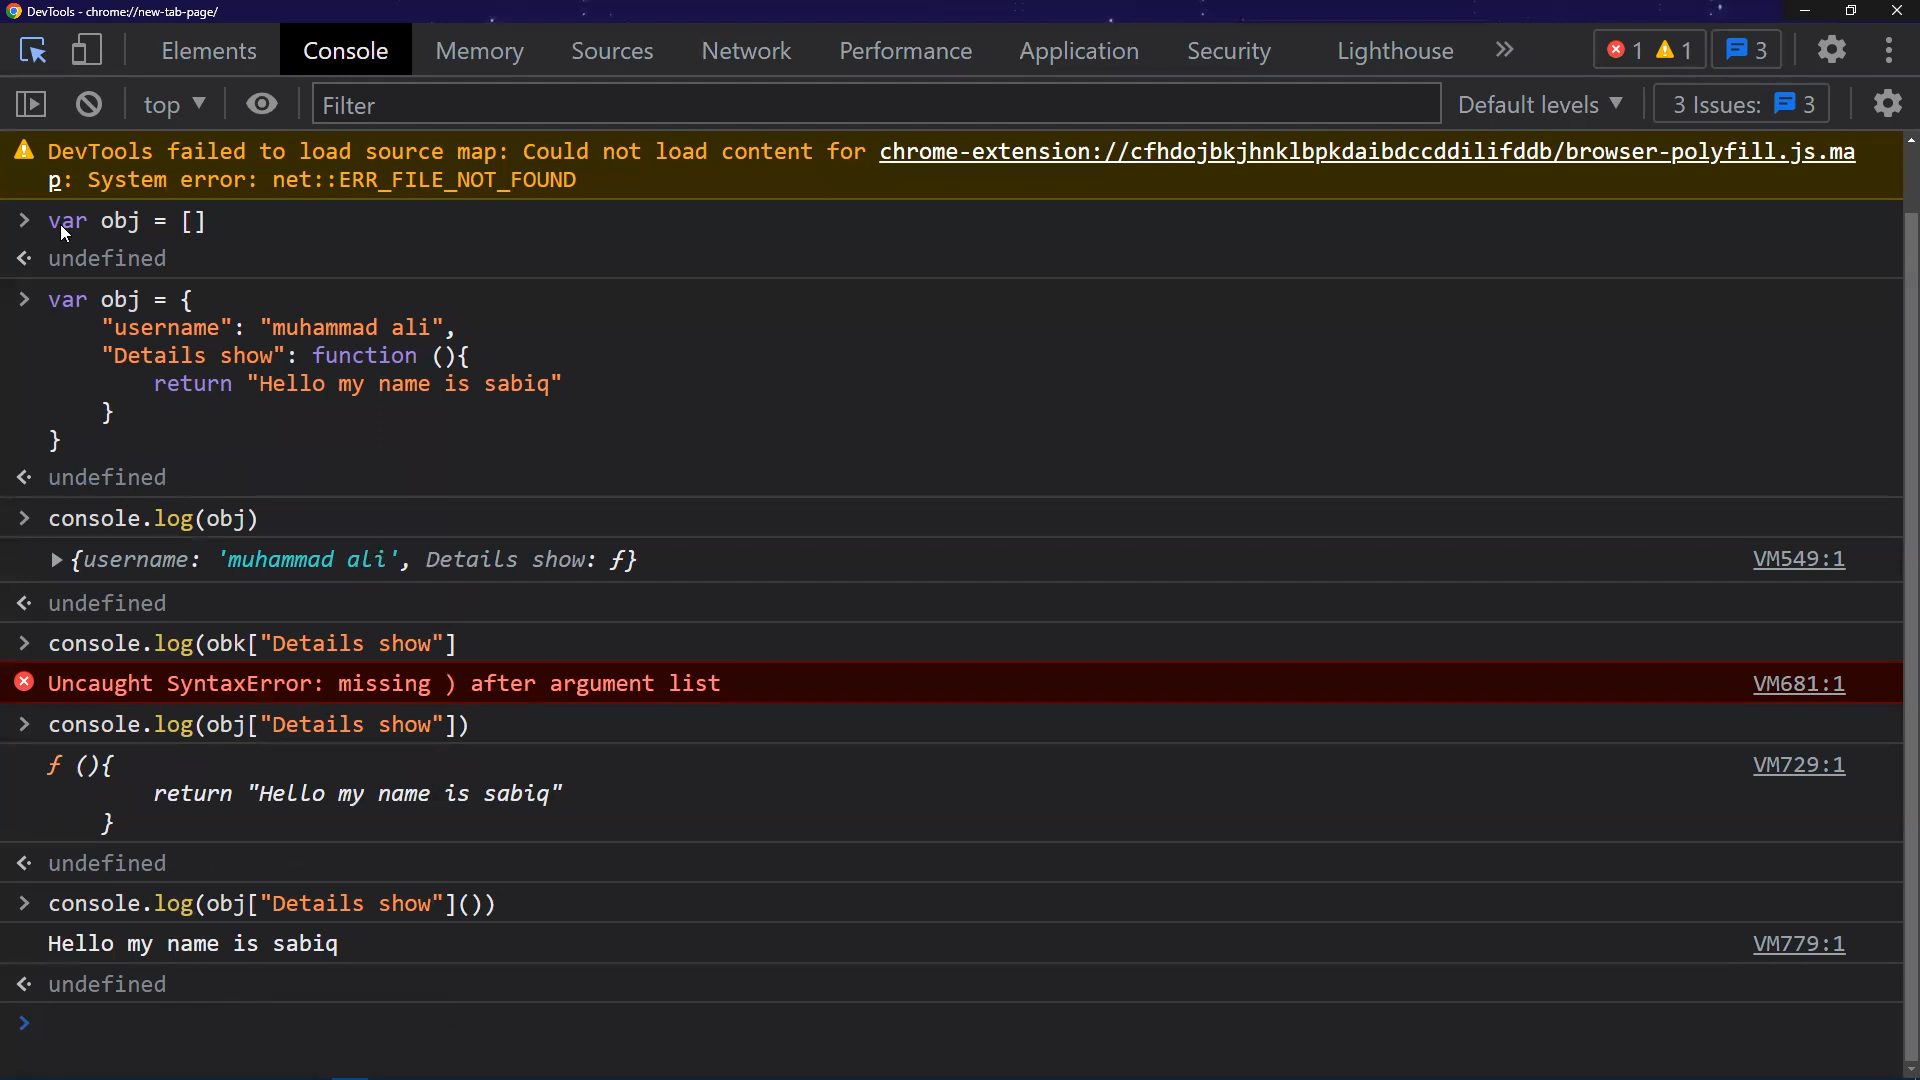 DevTools - chrome://new-tab-page/
Elements Console Memory Sources Network Performance Application Security Lighthouse » 1 1 3
top ▼ Filter Default levels ▼ 3 Issues: 3
DevTools failed to load source map: Could not load content for chrome-extension://cfhdojbkjhnklbpkdaibdccddilifddb/browser-polyfill.js.ma
p: System error: net::ERR_FILE_NOT_FOUND
> var obj = []
undefined
> var obj = {
"username": "muhammad ali",
"Details show": function (){
return "Hello my name is sabiq"
}
}
undefined
> console.log(obj)
▶ {username: 'muhammad ali', Details show: ƒ} VM549:1
undefined
> console.log(obk["Details show"]
Uncaught SyntaxError: missing ) after argument list VM681:1
> console.log(obj["Details show"])
ƒ (){ VM729:1
return "Hello my name is sabiq"
}
undefined
> console.log(obj["Details show"]())
Hello my name is sabiq VM779:1
undefined
>